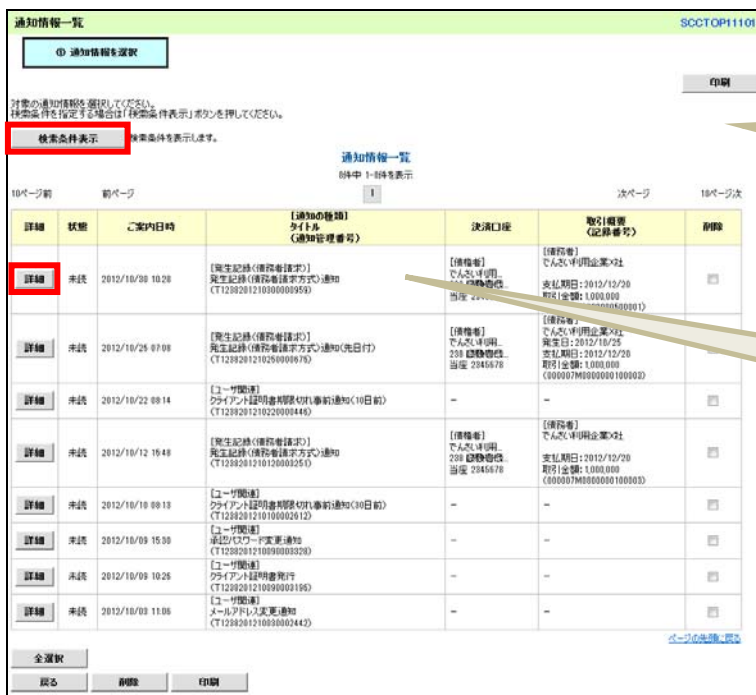 通知情報一覧
SCCTOP11101
① 通知情報を選択
印刷
対象の通知情報を選択してください。
検索条件を指定する場合は「検索条件表示」ボタンを押してください。
検索条件表示 検索条件を表示します。
通知情報一覧
8件中 1-8件を表示
10ページ前 前ページ 1 次ページ 10ページ次
詳細 状態 ご案内日時 [通知の種類] タイトル (通知管理番号) 決済口座 取引概要 (記録番号) 削除
詳細 未読 2012/10/30 10:28
[発生記録(債務者請求)]
発生記録(債務者請求方式)通知
(T1238201210300000959)
[債権者]
でんさい利用..
当座
[債務者]
でんさい利用企業X社
支払期日:2012/12/20
取引金額:1,000,000
詳細 未読 2012/10/25 07:08
[発生記録(債務者請求)]
発生記録(債務者請求方式)通知(先日付)
(T1238201210250000676)
[債権者]
でんさい利用..
238
当座 2345678
[債務者]
でんさい利用企業X社
発生日:2012/10/25
支払期日:2012/12/20
取引金額:1,000,000
(000007M0000000100002)
詳細 未読 2012/10/22 09:14
[ユーザ関連]
クライアント証明書期限切れ事前通知(10日前)
(T1238201210220000446)
-
-
詳細 未読 2012/10/12 15:48
[発生記録(債務者請求)]
発生記録(債務者請求方式)通知
(T1238201210120003251)
[債権者]
でんさい利用..
238
当座 2345678
[債務者]
でんさい利用企業X社
支払期日:2012/12/20
取引金額:1,000,000
(000007M0000000100003)
詳細 未読 2012/10/10 08:13
[ユーザ関連]
クライアント証明書期限切れ事前通知(30日前)
(T1238201210100002612)
-
-
詳細 未読 2012/10/09 15:30
[ユーザ関連]
承認パスワード変更通知
(T1238201210090003328)
-
-
詳細 未読 2012/10/09 10:26
[ユーザ関連]
クライアント証明書発行
(T1238201210090003195)
-
-
詳細 未読 2012/10/03 11:06
[ユーザ関連]
メールアドレス変更通知
(T1238201210030002442)
-
-
ページの先頭に戻る
全選択
戻る 削除 印刷